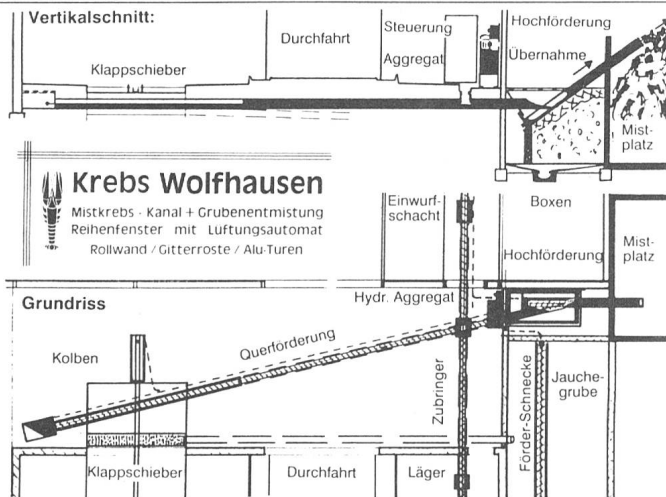 Vertikalschnitt:
Klappschieber
Durchfahrt
Steuerung
Aggregat
Hochförderung
Übernahme
Mist-
platz
Krebs Wolfhausen
Mistkrebs - Kanal + Grubenentmistung
Reihenfenster mit Luftungsautomat
Rollwand / Gitterroste / Alu-Turen
Einwurf-
schacht
Boxen
Hochförderung
Mist-
platz
Grundriss
Hydr. Aggregat
Kolben
Querförderung
Zubringer
Förder-Schnecke
Jauche-
grube
Klappschieber
Durchfahrt
Läger